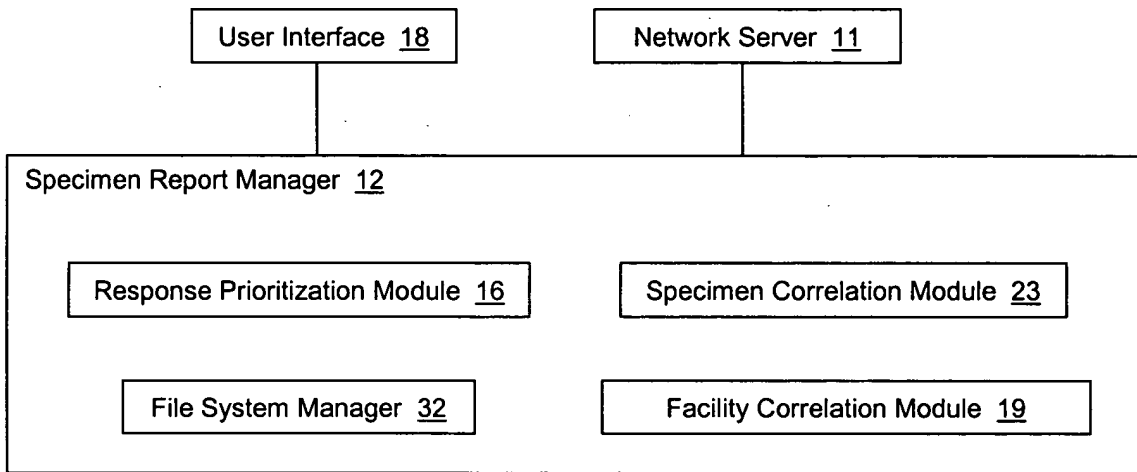 User Interface 18
Network Server 11
Specimen Report Manager 12
Response Prioritization Module 16
Specimen Correlation Module 23
File System Manager 32
Facility Correlation Module 19